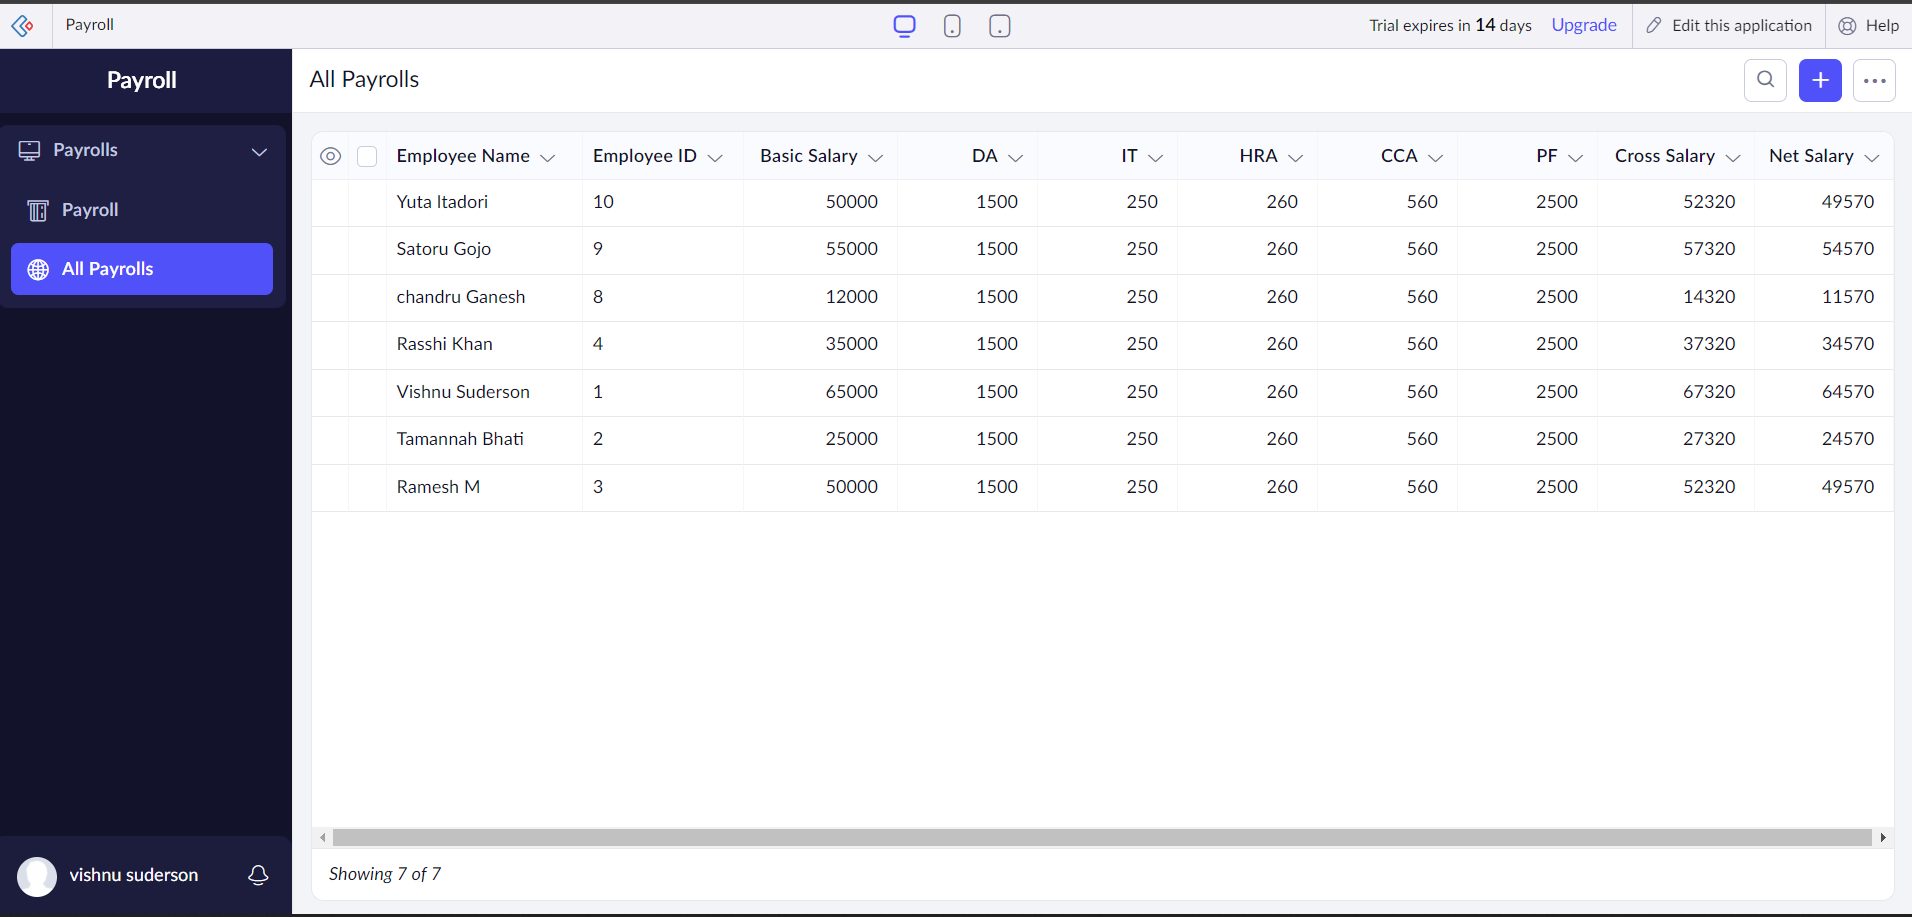 Payroll
Trial expires in 14 days Upgrade Edit this application Help
Payroll
All Payrolls
Payrolls
Payroll
All Payrolls
Employee Name Employee ID Basic Salary DA IT HRA CCA PF Cross Salary Net Salary
Yuta Itadori 10 50000 1500 250 260 560 2500 52320 49570
Satoru Gojo 9 55000 1500 250 260 560 2500 57320 54570
chandru Ganesh 8 12000 1500 250 260 560 2500 14320 11570
Rasshi Khan 4 35000 1500 250 260 560 2500 37320 34570
Vishnu Suderson 1 65000 1500 250 260 560 2500 67320 64570
Tamannah Bhati 2 25000 1500 250 260 560 2500 27320 24570
Ramesh M 3 50000 1500 250 260 560 2500 52320 49570
Showing 7 of 7
vishnu suderson